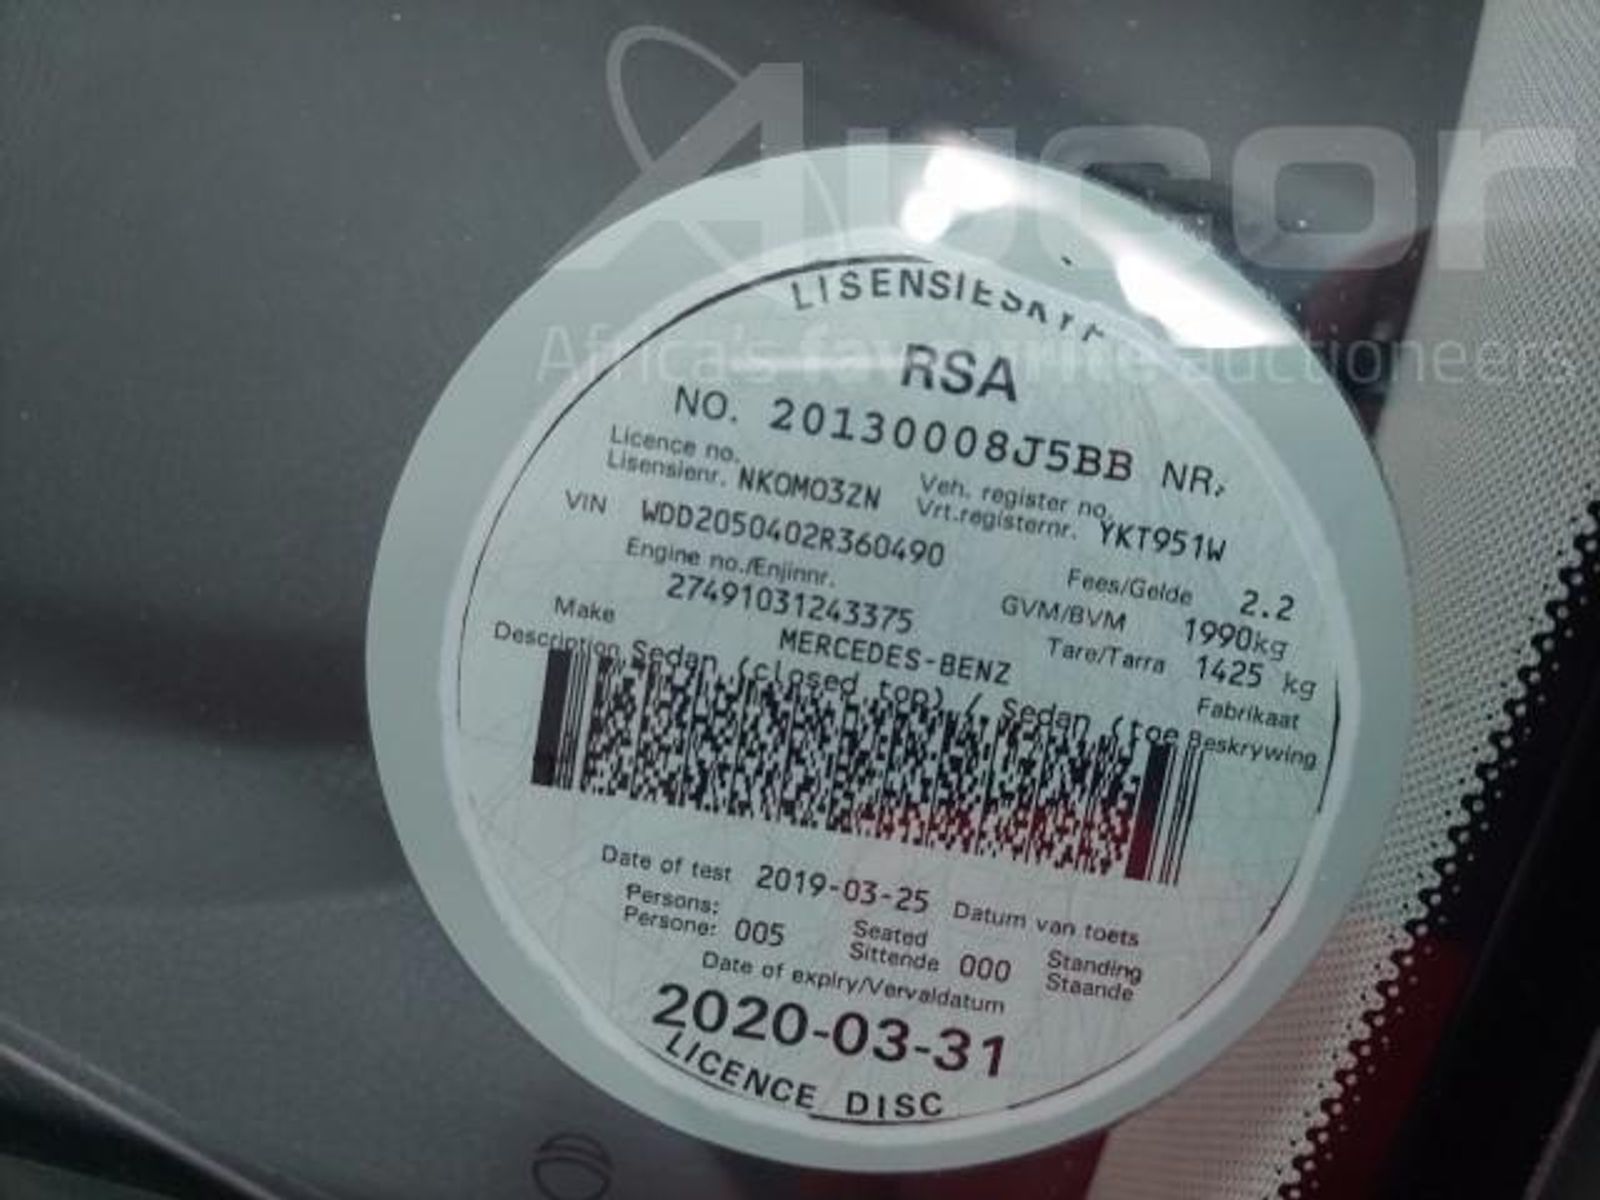 Aucor
Africa's favourite auctioneers
LISENSIESKYF
RSA
NO. 20130008J5BB NR.
Licence no. Veh. register no.
Lisensienr. NKOMO3ZN Vrt.registernr. YKT951W
VIN WDD2050402R360490 Fees/Gelde 2.2
Engine no./Enjinnr. GVM/BVM 1990kg
27491031243375 Tare/Tarra 1425 kg
Make MERCEDES-BENZ Fabrikaat
Description Sedan (closed top) / Sedan (toe Beskrywing
Date of test 2019-03-25 Datum van toets
Persons: Seated Standing
Persone: 005 Sittende 000 Staande
Date of expiry/Vervaldatum
2020-03-31
LICENCE DISC